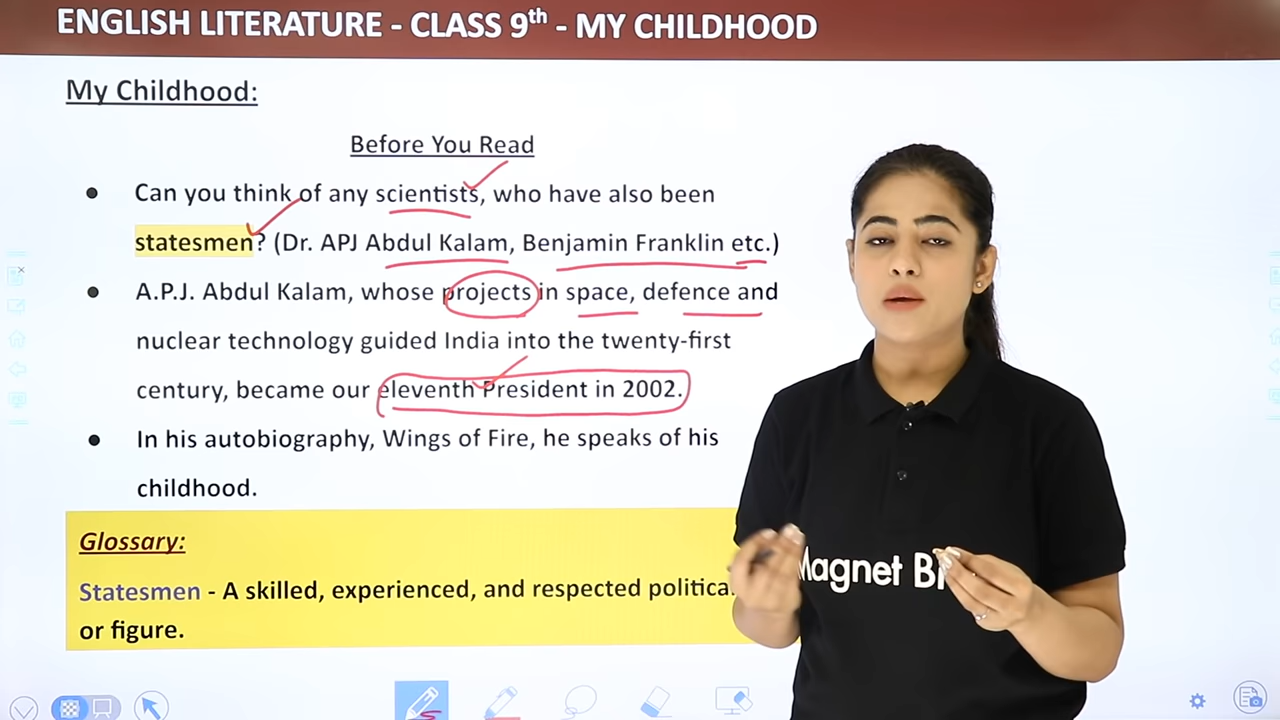 ENGLISH LITERATURE - CLASS 9th - MY CHILDHOOD
My Childhood:
Before You Read
● Can you think of any scientists, who have also been
statesmen? (Dr. APJ Abdul Kalam, Benjamin Franklin etc.)
● A.P.J. Abdul Kalam, whose projects in space, defence and
nuclear technology guided India into the twenty-first
century, became our eleventh President in 2002.
● In his autobiography, Wings of Fire, he speaks of his
childhood.
Glossary:
Statesmen - A skilled, experienced, and respected
or figure.
Magnet